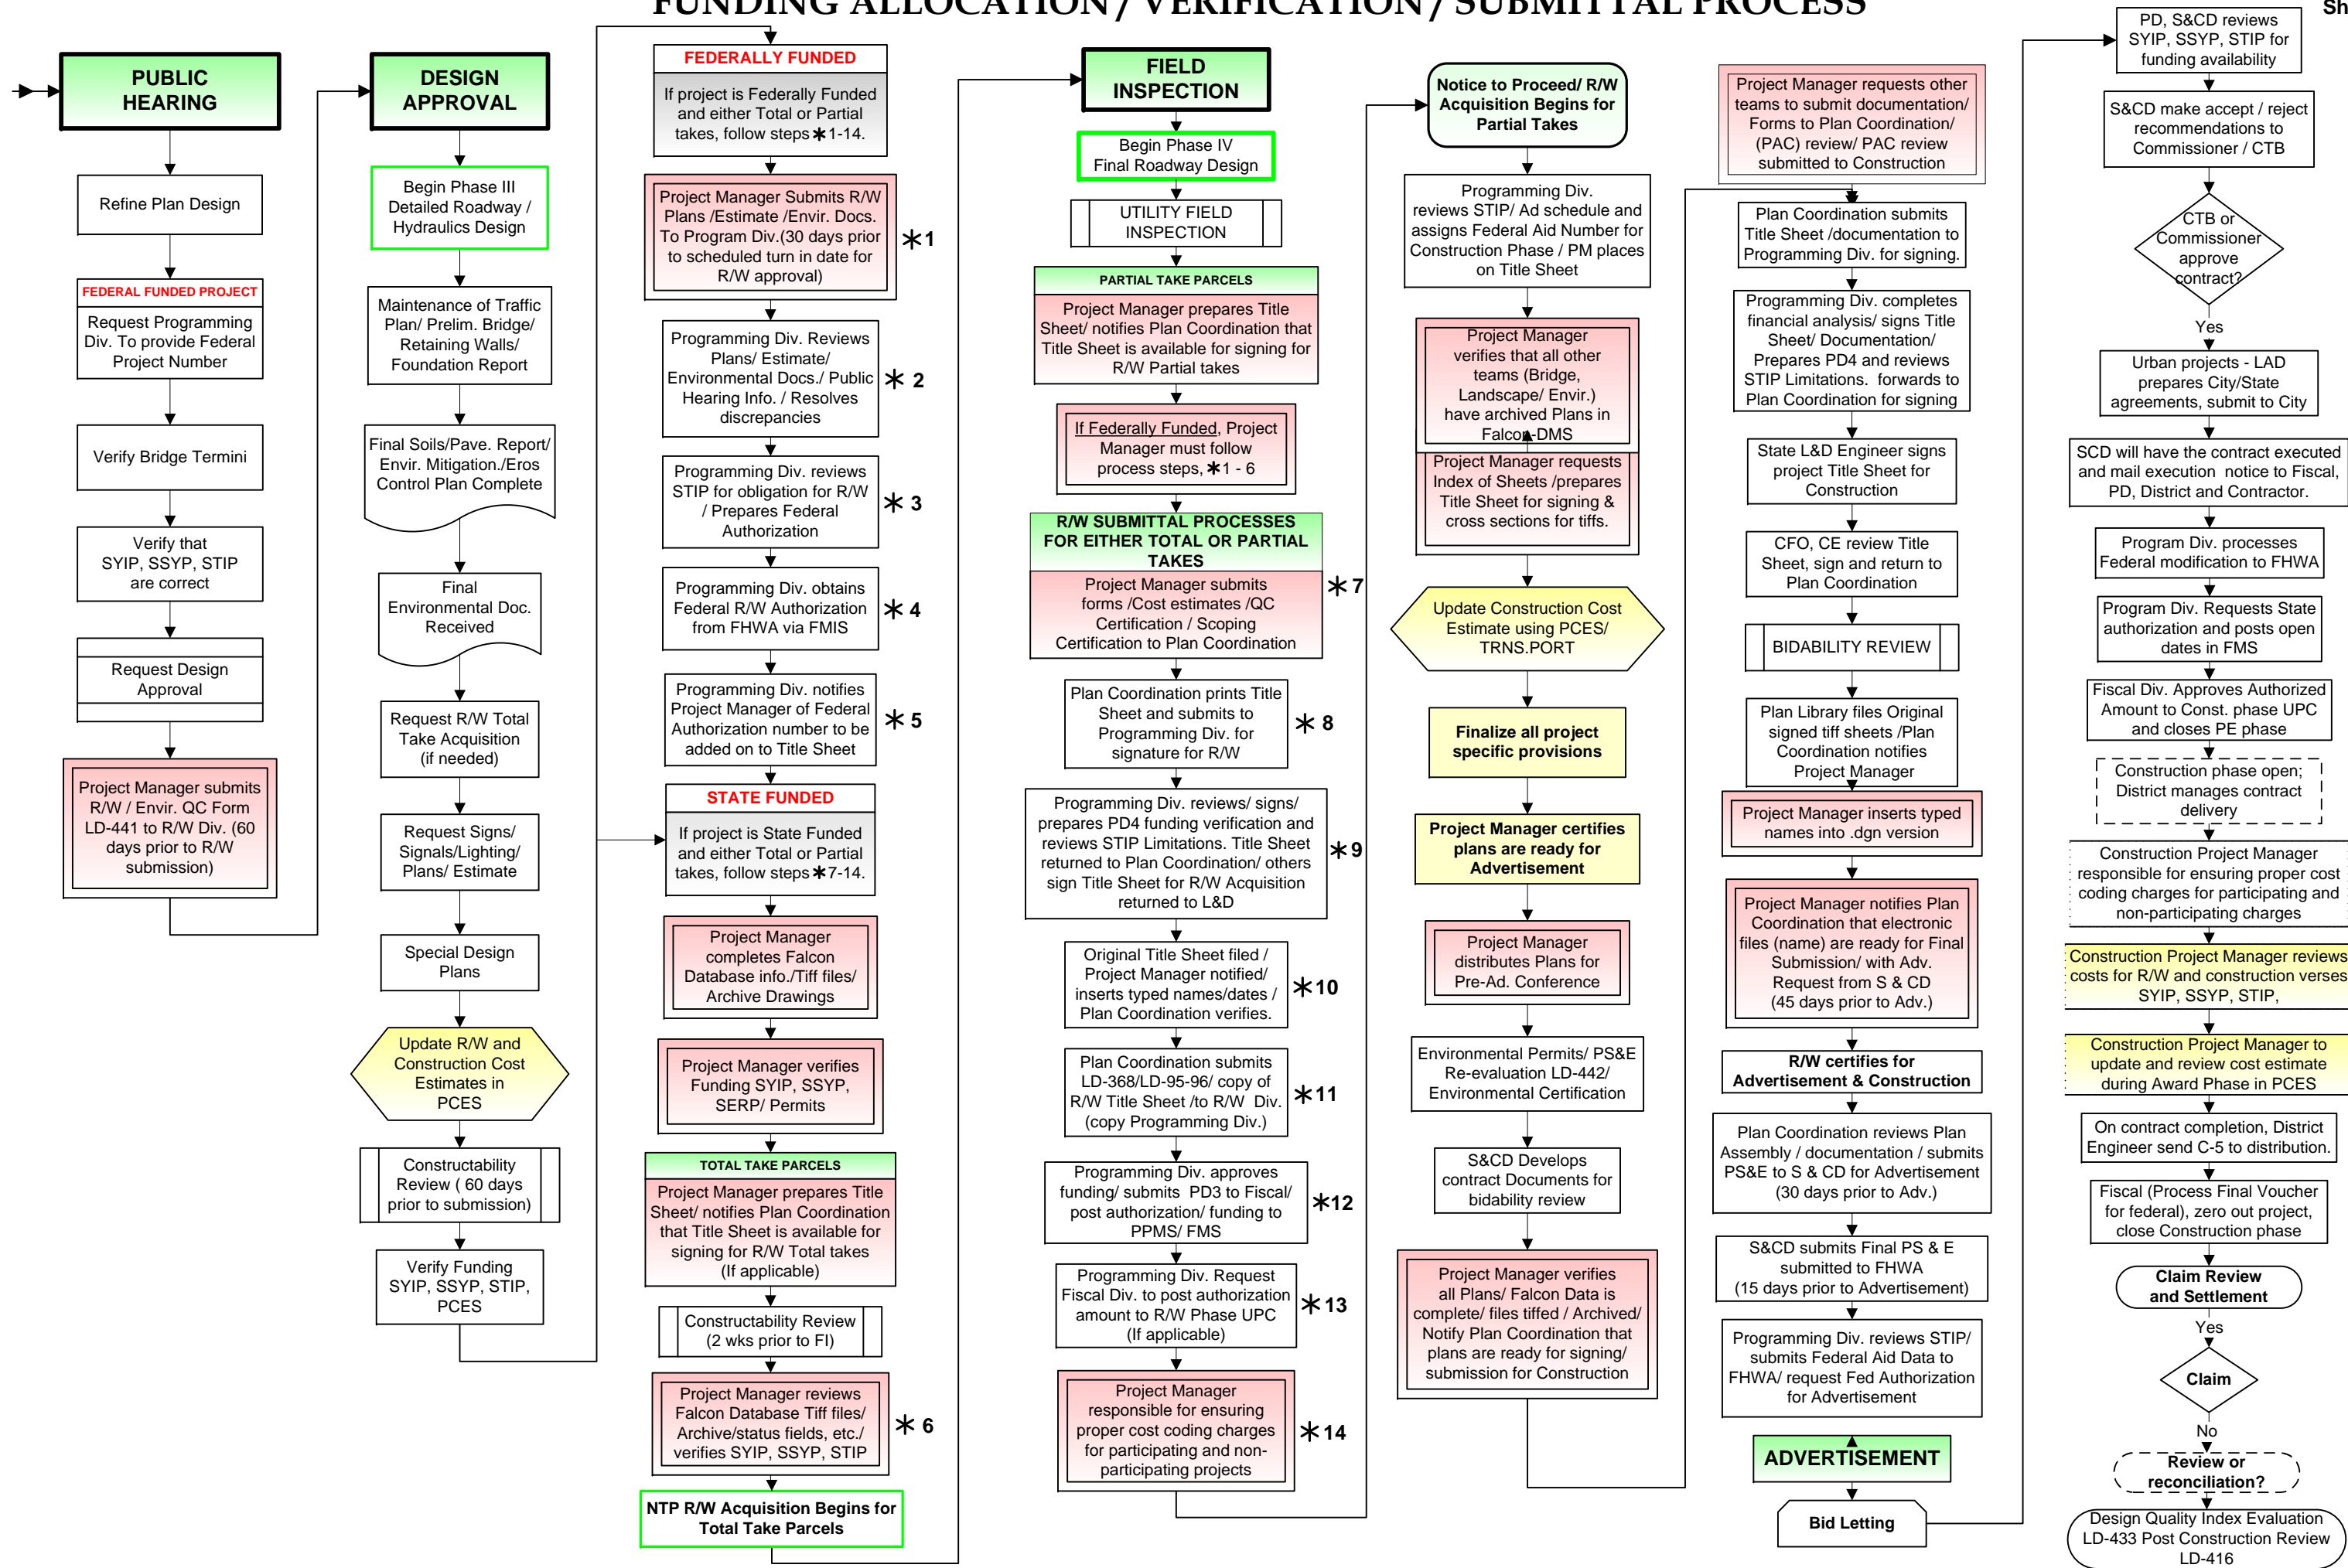 FUNDING ALLOCATION / VERIFICATION / SUBMITTAL PROCESS
Sh
PUBLIC
HEARING
Refine Plan Design
FEDERAL FUNDED PROJECT
Request Programming
Div. To provide Federal
Project Number
Verify Bridge Termini
Verify that
SYIP, SSYP, STIP
are correct
Request Design
Approval
Project Manager submits
R/W / Envir. QC Form
LD-441 to R/W Div. (60
days prior to R/W
submission)
DESIGN
APPROVAL
Begin Phase III
Detailed Roadway /
Hydraulics Design
Maintenance of Traffic
Plan/ Prelim. Bridge/
Retaining Walls/
Foundation Report
Final Soils/Pave. Report/
Envir. Mitigation./Eros
Control Plan Complete
Final
Environmental Doc.
Received
Request R/W Total
Take Acquisition
(if needed)
Request Signs/
Signals/Lighting/
Plans/ Estimate
Special Design
Plans
Update R/W and
Construction Cost
Estimates in
PCES
Constructability
Review ( 60 days
prior to submission)
Verify Funding
SYIP, SSYP, STIP,
PCES
FEDERALLY FUNDED
If project is Federally Funded
and either Total or Partial
takes, follow steps ✱1-14.
Project Manager Submits R/W
Plans /Estimate /Envir. Docs.
To Program Div.(30 days prior
to scheduled turn in date for
R/W approval)
✱1
Programming Div. Reviews
Plans/ Estimate/
Environmental Docs./ Public
Hearing Info. / Resolves
discrepancies
✱ 2
Programming Div. reviews
STIP for obligation for R/W
/ Prepares Federal
Authorization
✱ 3
Programming Div. obtains
Federal R/W Authorization
from FHWA via FMIS
✱ 4
Programming Div. notifies
Project Manager of Federal
Authorization number to be
added on to Title Sheet
✱ 5
STATE FUNDED
If project is State Funded
and either Total or Partial
takes, follow steps ✱7-14.
Project Manager
completes Falcon
Database info./Tiff files/
Archive Drawings
Project Manager verifies
Funding SYIP, SSYP,
SERP/ Permits
TOTAL TAKE PARCELS
Project Manager prepares Title
Sheet/ notifies Plan Coordination
that Title Sheet is available for
signing for R/W Total takes
(If applicable)
Constructability Review
(2 wks prior to FI)
Project Manager reviews
Falcon Database Tiff files/
Archive/status fields, etc./
verifies SYIP, SSYP, STIP
✱ 6
NTP R/W Acquisition Begins for
Total Take Parcels
FIELD
INSPECTION
Begin Phase IV
Final Roadway Design
UTILITY FIELD
INSPECTION
PARTIAL TAKE PARCELS
Project Manager prepares Title
Sheet/ notifies Plan Coordination that
Title Sheet is available for signing for
R/W Partial takes
If Federally Funded, Project
Manager must follow
process steps, ✱1 - 6
R/W SUBMITTAL PROCESSES
FOR EITHER TOTAL OR PARTIAL
TAKES
Project Manager submits
forms /Cost estimates /QC
Certification / Scoping
Certification to Plan Coordination
✱7
Plan Coordination prints Title
Sheet and submits to
Programming Div. for
signature for R/W
✱ 8
Programming Div. reviews/ signs/
prepares PD4 funding verification and
reviews STIP Limitations. Title Sheet
returned to Plan Coordination/ others
sign Title Sheet for R/W Acquisition
returned to L&D
✱9
Original Title Sheet filed /
Project Manager notified/
inserts typed names/dates /
Plan Coordination verifies.
✱10
Plan Coordination submits
LD-368/LD-95-96/ copy of
R/W Title Sheet /to R/W  Div.
(copy Programming Div.)
✱11
Programming Div. approves
funding/ submits  PD3 to Fiscal/
post authorization/ funding to
PPMS/ FMS
✱12
Programming Div. Request
Fiscal Div. to post authorization
amount to R/W Phase UPC
(If applicable)
✱13
Project Manager
responsible for ensuring
proper cost coding charges
for participating and non-
participating projects
✱14
Notice to Proceed/ R/W
Acquisition Begins for
Partial Takes
Programming Div.
reviews STIP/ Ad schedule and
assigns Federal Aid Number for
Construction Phase / PM places
on Title Sheet
Project Manager
verifies that all other
teams (Bridge,
Landscape/ Envir.)
have archived Plans in
Falcon-DMS
Project Manager requests
Index of Sheets /prepares
Title Sheet for signing &
cross sections for tiffs.
Update Construction Cost
Estimate using PCES/
TRNS.PORT
Finalize all project
specific provisions
Project Manager certifies
plans are ready for
Advertisement
Project Manager
distributes Plans for
Pre-Ad. Conference
Environmental Permits/ PS&E
Re-evaluation LD-442/
Environmental Certification
S&CD Develops
contract Documents for
bidability review
Project Manager verifies
all Plans/ Falcon Data is
complete/ files tiffed / Archived/
Notify Plan Coordination that
plans are ready for signing/
submission for Construction
Project Manager requests other
teams to submit documentation/
Forms to Plan Coordination/
(PAC) review/ PAC review
submitted to Construction
Plan Coordination submits
Title Sheet /documentation to
Programming Div. for signing.
Programming Div. completes
financial analysis/ signs Title
Sheet/ Documentation/
Prepares PD4 and reviews
STIP Limitations.  forwards to
Plan Coordination for signing
State L&D Engineer signs
project Title Sheet for
Construction
CFO, CE review Title
Sheet, sign and return to
Plan Coordination
BIDABILITY REVIEW
Plan Library files Original
signed tiff sheets /Plan
Coordination notifies
Project Manager
Project Manager inserts typed
names into .dgn version
Project Manager notifies Plan
Coordination that electronic
files (name) are ready for Final
Submission/ with Adv.
Request from S & CD
(45 days prior to Adv.)
R/W certifies for
Advertisement & Construction
Plan Coordination reviews Plan
Assembly / documentation / submits
PS&E to S & CD for Advertisement
(30 days prior to Adv.)
S&CD submits Final PS & E
submitted to FHWA
(15 days prior to Advertisement)
Programming Div. reviews STIP/
submits Federal Aid Data to
FHWA/ request Fed Authorization
for Advertisement
ADVERTISEMENT
Bid Letting
PD, S&CD reviews
SYIP, SSYP, STIP for
funding availability
S&CD make accept / reject
recommendations to
Commissioner / CTB
CTB or
Commissioner
approve
contract?
Yes
Urban projects - LAD
prepares City/State
agreements, submit to City
SCD will have the contract executed
and mail execution  notice to Fiscal,
PD, District and Contractor.
Program Div. processes
Federal modification to FHWA
Program Div. Requests State
authorization and posts open
dates in FMS
Fiscal Div. Approves Authorized
Amount to Const. phase UPC
and closes PE phase
Construction phase open;
District manages contract
delivery
Construction Project Manager
responsible for ensuring proper cost
coding charges for participating and
non-participating charges
Construction Project Manager reviews
costs for R/W and construction verses
SYIP, SSYP, STIP,
Construction Project Manager to
update and review cost estimate
during Award Phase in PCES
On contract completion, District
Engineer send C-5 to distribution.
Fiscal (Process Final Voucher
for federal), zero out project,
close Construction phase
Claim Review
and Settlement
Yes
Claim
No
Review or
reconciliation?
Design Quality Index Evaluation
LD-433 Post Construction Review
LD-416